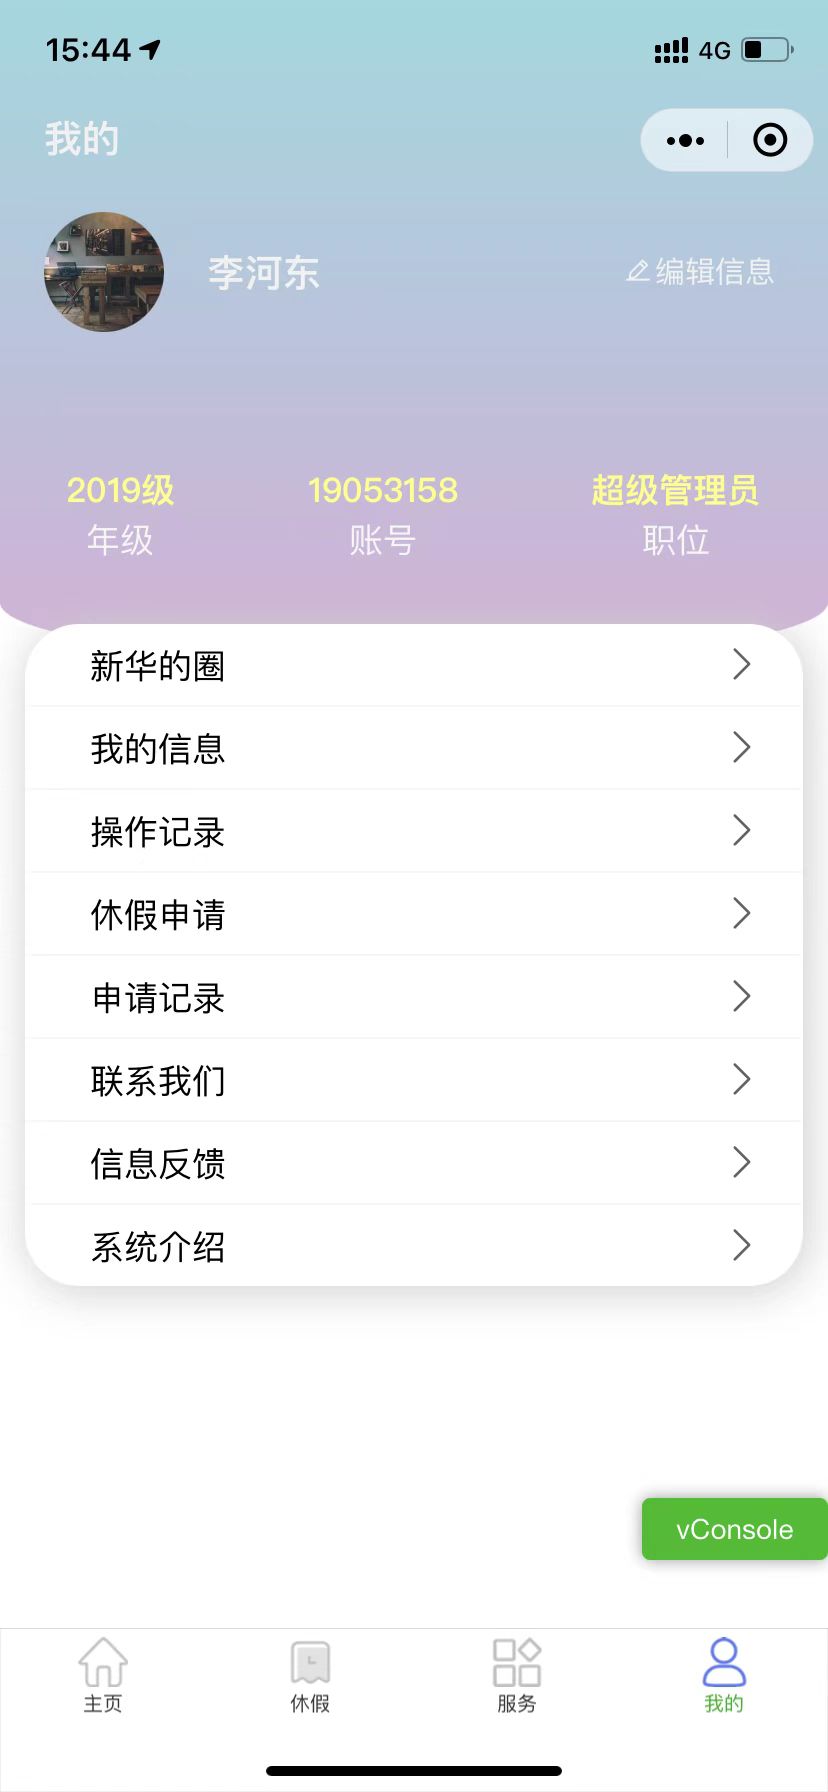 15:44
4G
我的
李河东
编辑信息
2019级
19053158
超级管理员
年级
账号
职位
新华的圈
我的信息
操作记录
休假申请
申请记录
联系我们
信息反馈
系统介绍
vConsole
主页
休假
服务
我的